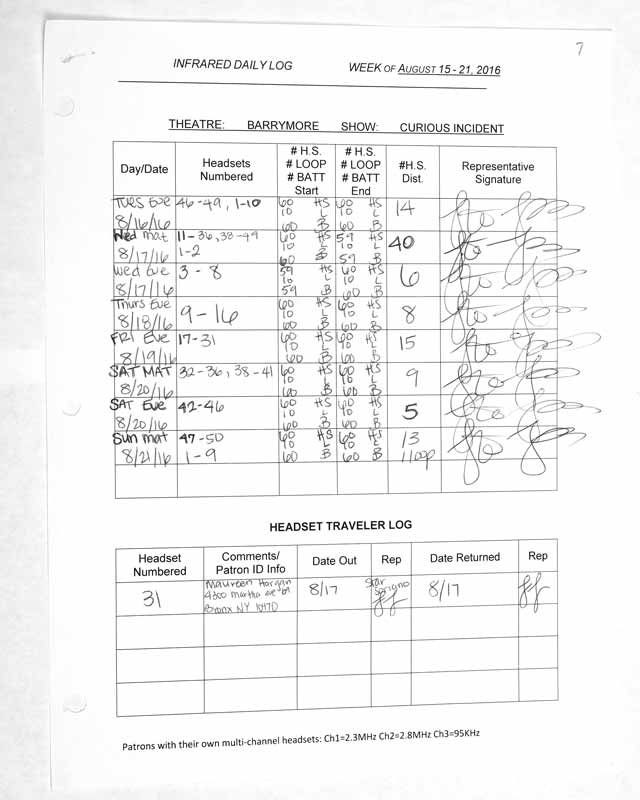 7
INFRARED DAILY LOG WEEK OF AUGUST 15 - 21, 2016
THEATRE: BARRYMORE SHOW: CURIOUS INCIDENT
Day/Date Headsets Numbered # H.S. # LOOP # BATT Start # H.S. # LOOP # BATT End #H.S. Dist. Representative Signature
Tues Eve 8/16/16 46-49, 1-10 60 HS 10 L 60 B 60 HS 10 L 60 B 14
Wed mat 8/17/16 11-36, 38-49 1-2 60 HS 10 L 60 B 59 HS 10 L 59 B 40
Wed Eve 8/17/16 3-8 59 HS 10 L 59 B 60 HS 10 L 60 B 6
Thurs Eve 8/18/16 9-16 60 HS 10 L 60 B 60 HS 10 L 60 B 8
FRI Eve 8/19/16 17-31 60 HS 10 L 60 B 60 HS 10 L 60 B 15
SAT MAT 8/20/16 32-36, 38-41 60 HS 10 L 60 B 60 HS 10 L 60 B 9
SAT Eve 8/20/16 42-46 60 HS 10 L 60 B 60 HS 10 L 60 B 5
Sun mat 8/21/16 47-50 1-9 60 HS 10 L 60 B 60 HS 10 L 60 B 13 1 loop
HEADSET TRAVELER LOG
Headset Numbered Comments/ Patron ID Info Date Out Rep Date Returned Rep
31 Maureen Horgan 4300 martha ave Bronx NY 10470 8/17 Star Soriano 8/17
Patrons with their own multi-channel headsets: Ch1=2.3MHz Ch2=2.8MHz Ch3=95KHz